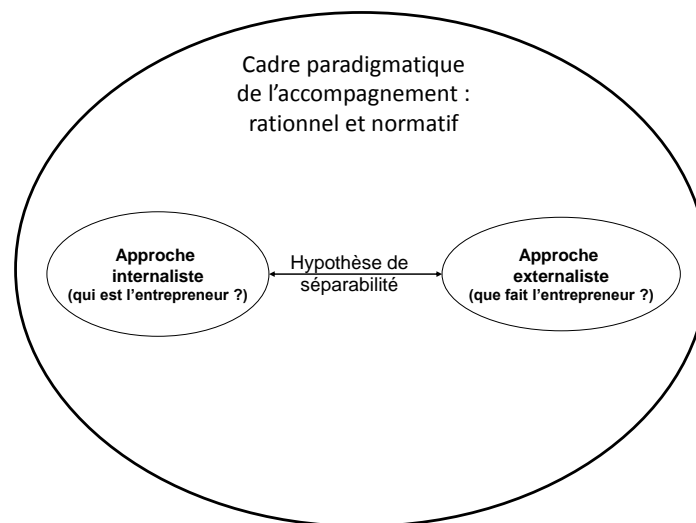 Cadre paradigmatique
de l’accompagnement :
rationnel et normatif
Approche
internaliste
(qui est l’entrepreneur ?)
Hypothèse de
séparabilité
Approche
externaliste
(que fait l’entrepreneur ?)